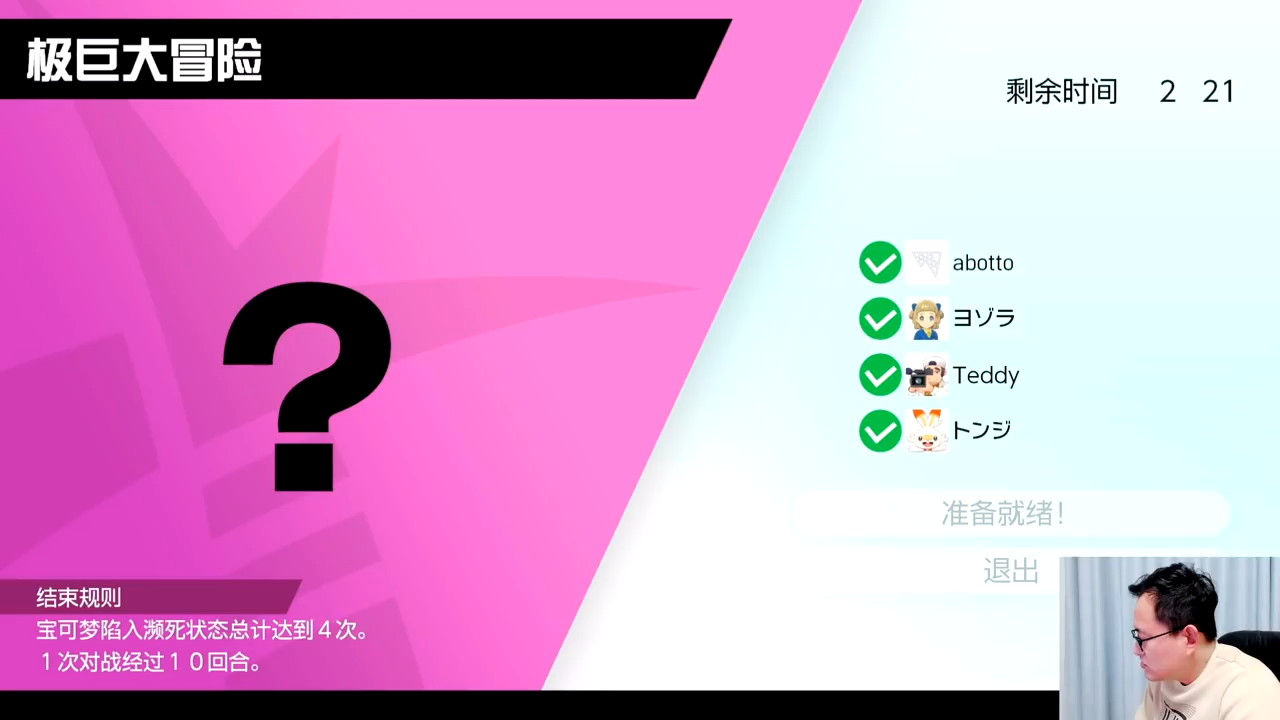 极巨大冒险
剩余时间 2 21
abotto
ヨゾラ
Teddy
トンジ
准备就绪!
退出
结束规则
宝可梦陷入濒死状态总计达到4次。
1次对战经过10回合。